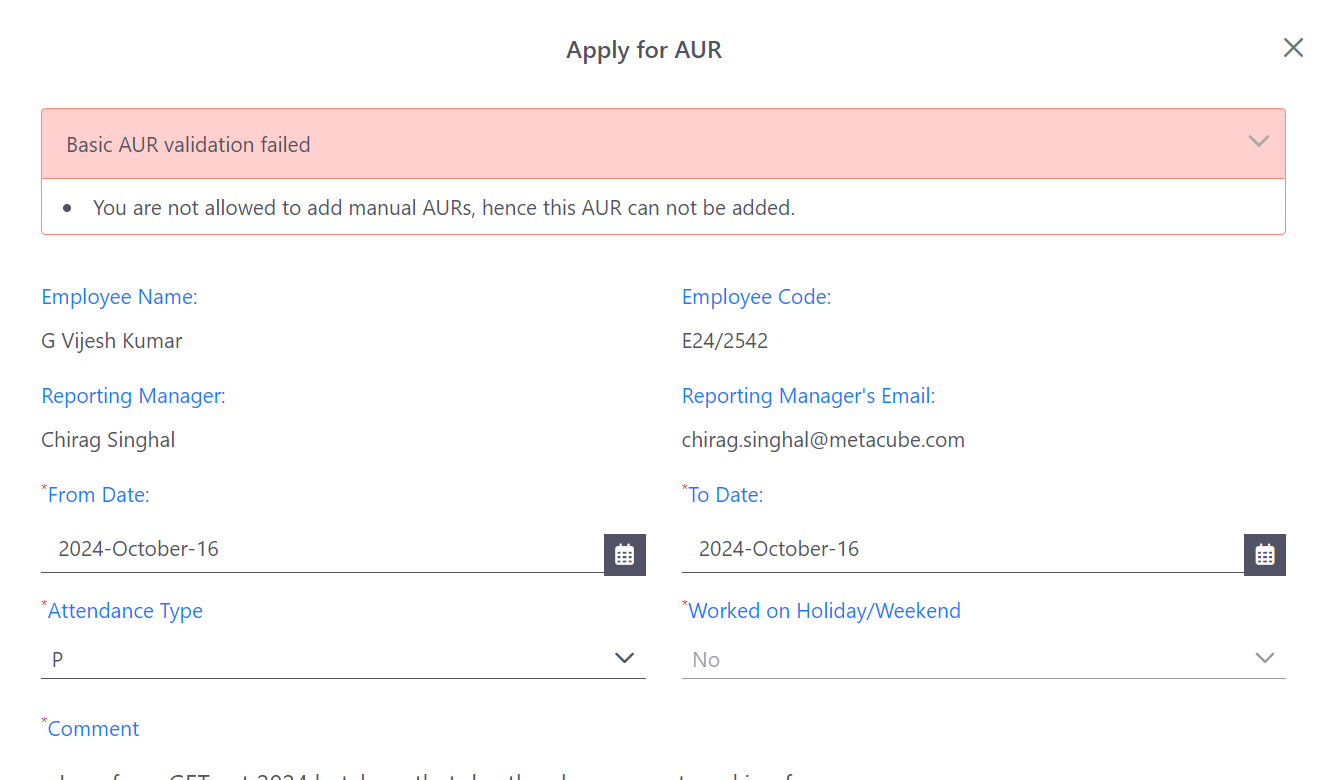 Apply for AUR
Basic AUR validation failed
You are not allowed to add manual AURs, hence this AUR can not be added.
Employee Name:
Employee Code:
G Vijesh Kumar
E24/2542
Reporting Manager:
Reporting Manager's Email:
Chirag Singhal
chirag.singhal@metacube.com
*From Date:
*To Date:
2024-October-16
2024-October-16
*Attendance Type
*Worked on Holiday/Weekend
P
No
*Comment